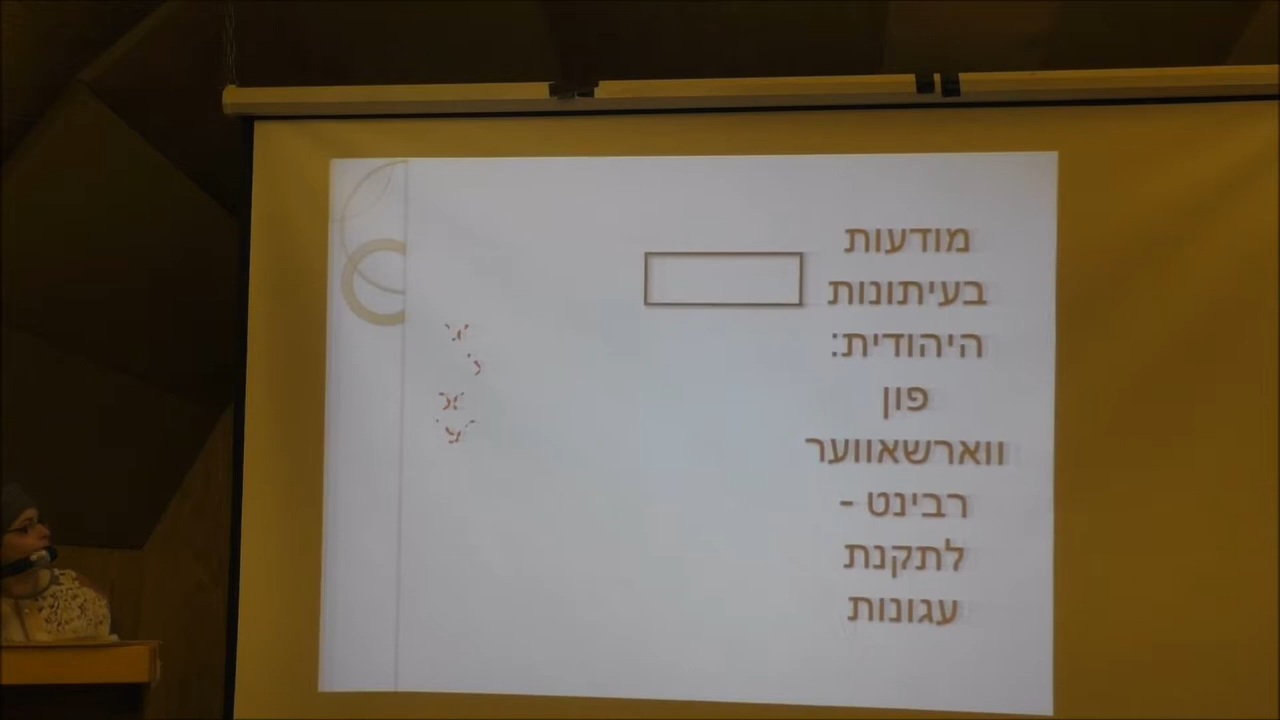 מודעות
בעיתונות
היהודית:
פון
ווארשאווער
רבינט -
לתקנת
עגונות